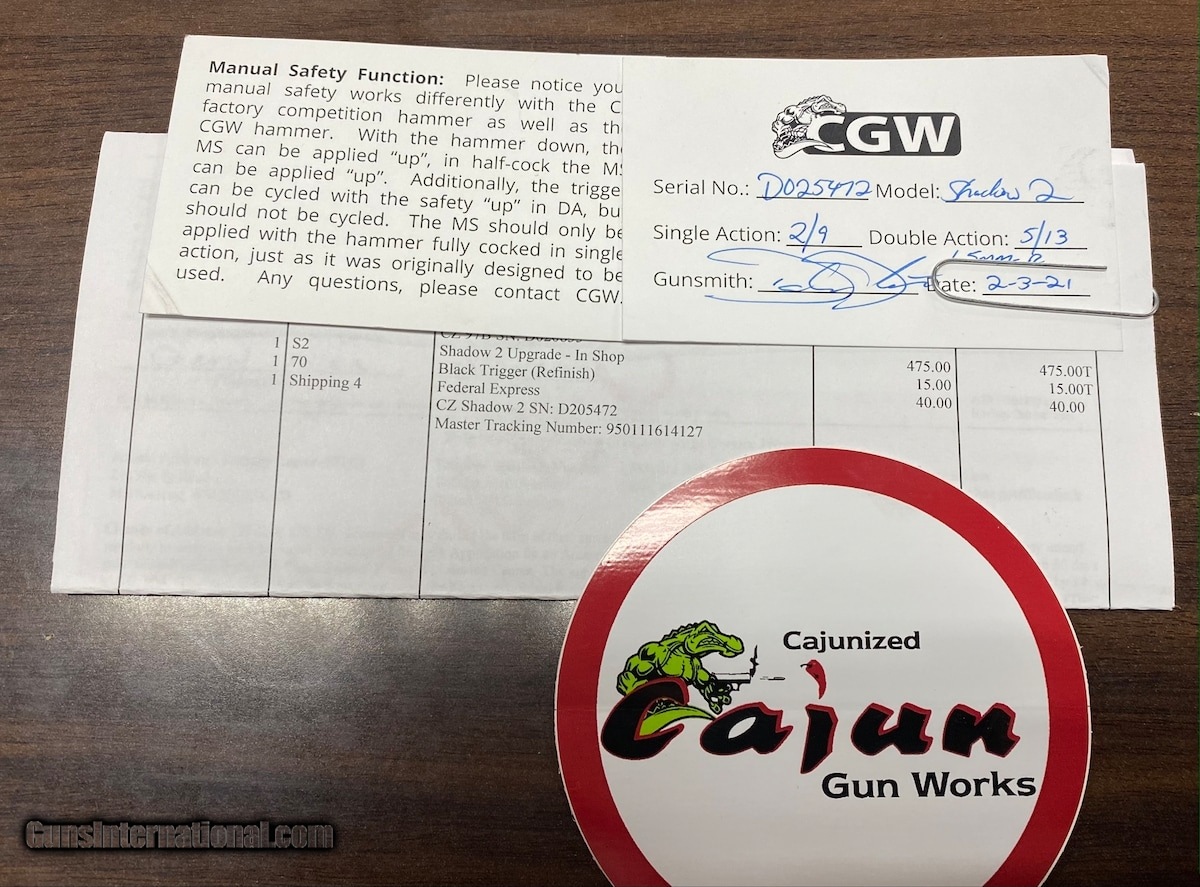 Manual Safety Function: Please notice you
manual safety works differently with the C
factory competition hammer as well as th
CGW hammer. With the hammer down, the
MS can be applied "up", in half-cock the MS
can be applied "up". Additionally, the trigge
can be cycled with the safety "up" in DA, but
should not be cycled. The MS should only be
applied with the hammer fully cocked in single
action, just as it was originally designed to be
used. Any questions, please contact CGW.
CGW
Serial No.: D025472 Model: Shadow 2
Single Action: 2/9 Double Action: 5/13
Gunsmith: Date: 2-3-21
1 S2 Shadow 2 Upgrade - In Shop 475.00 475.00T
1 70 Black Trigger (Refinish) 15.00 15.00T
1 Shipping 4 Federal Express 40.00 40.00
CZ Shadow 2 SN: D205472
Master Tracking Number: 950111614127
Cajunized
Cajun
Gun Works
GunsInternational.com